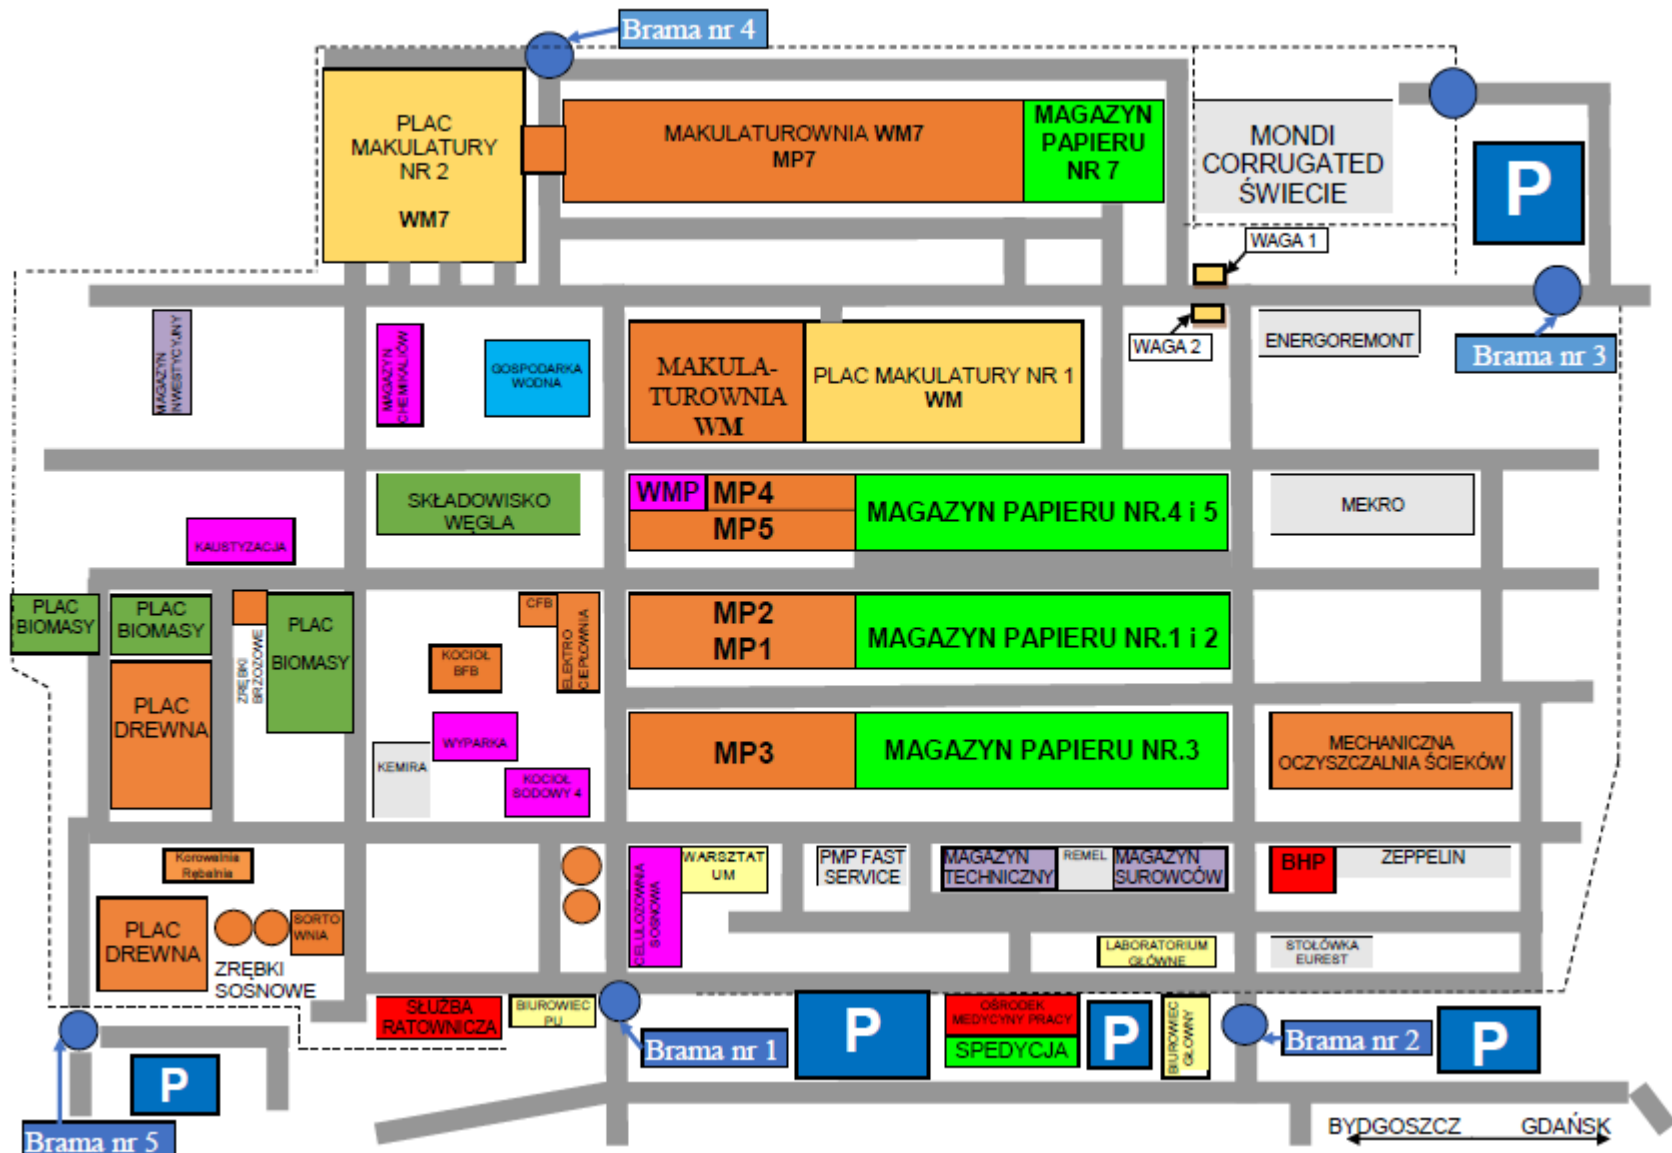 Brama nr 4
PLAC
MAKULATURY
NR 2
WM7
MAKULATUROWNIA WM7
MP7
MAGAZYN
PAPIERU
NR 7
MONDI
CORRUGATED
ŚWIECIE
P
WAGA 1
WAGA 2
ENERGOREMONT
Brama nr 3
MAGAZYN
INWESTYCYJNY
MAGAZYN
CHEMIKALIÓW
GOSPODARKA
WODNA
MAKULA-
TUROWNIA
WM
PLAC MAKULATURY NR 1
WM
SKŁADOWISKO
WĘGLA
WMP
MP4
MP5
MAGAZYN PAPIERU NR.4 i 5
MEKRO
KAUSTYZACJA
PLAC
BIOMASY
PLAC
BIOMASY
ZRĘBKI
BRZOZOWE
PLAC
BIOMASY
CFB
ELEKTRO
CIEPŁOWNIA
KOCIOŁ
BFB
MP2
MP1
MAGAZYN PAPIERU NR.1 i 2
PLAC
DREWNA
WYPARKA
KEMIRA
KOCIOŁ
SODOWY 4
MP3
MAGAZYN PAPIERU NR.3
MECHANICZNA
OCZYSZCZALNIA ŚCIEKÓW
Korowalnia
Rębalnia
CELULOZOWNIA
SOSNOWA
WARSZTAT
UM
PMP FAST
SERVICE
MAGAZYN
TECHNICZNY
REMEL
MAGAZYN
SUROWCÓW
BHP
ZEPPELIN
PLAC
DREWNA
SORTO
WNIA
ZRĘBKI
SOSNOWE
LABORATORIUM
GŁÓWNE
STOŁÓWKA
EUREST
SŁUŻBA
RATOWNICZA
BIUROWIEC
PU
Brama nr 1
P
OŚRODEK
MEDYCYNY PRACY
SPEDYCJA
P
BIUROWIEC
GŁÓWNY
Brama nr 2
P
P
Brama nr 5
BYDGOSZCZ
GDAŃSK